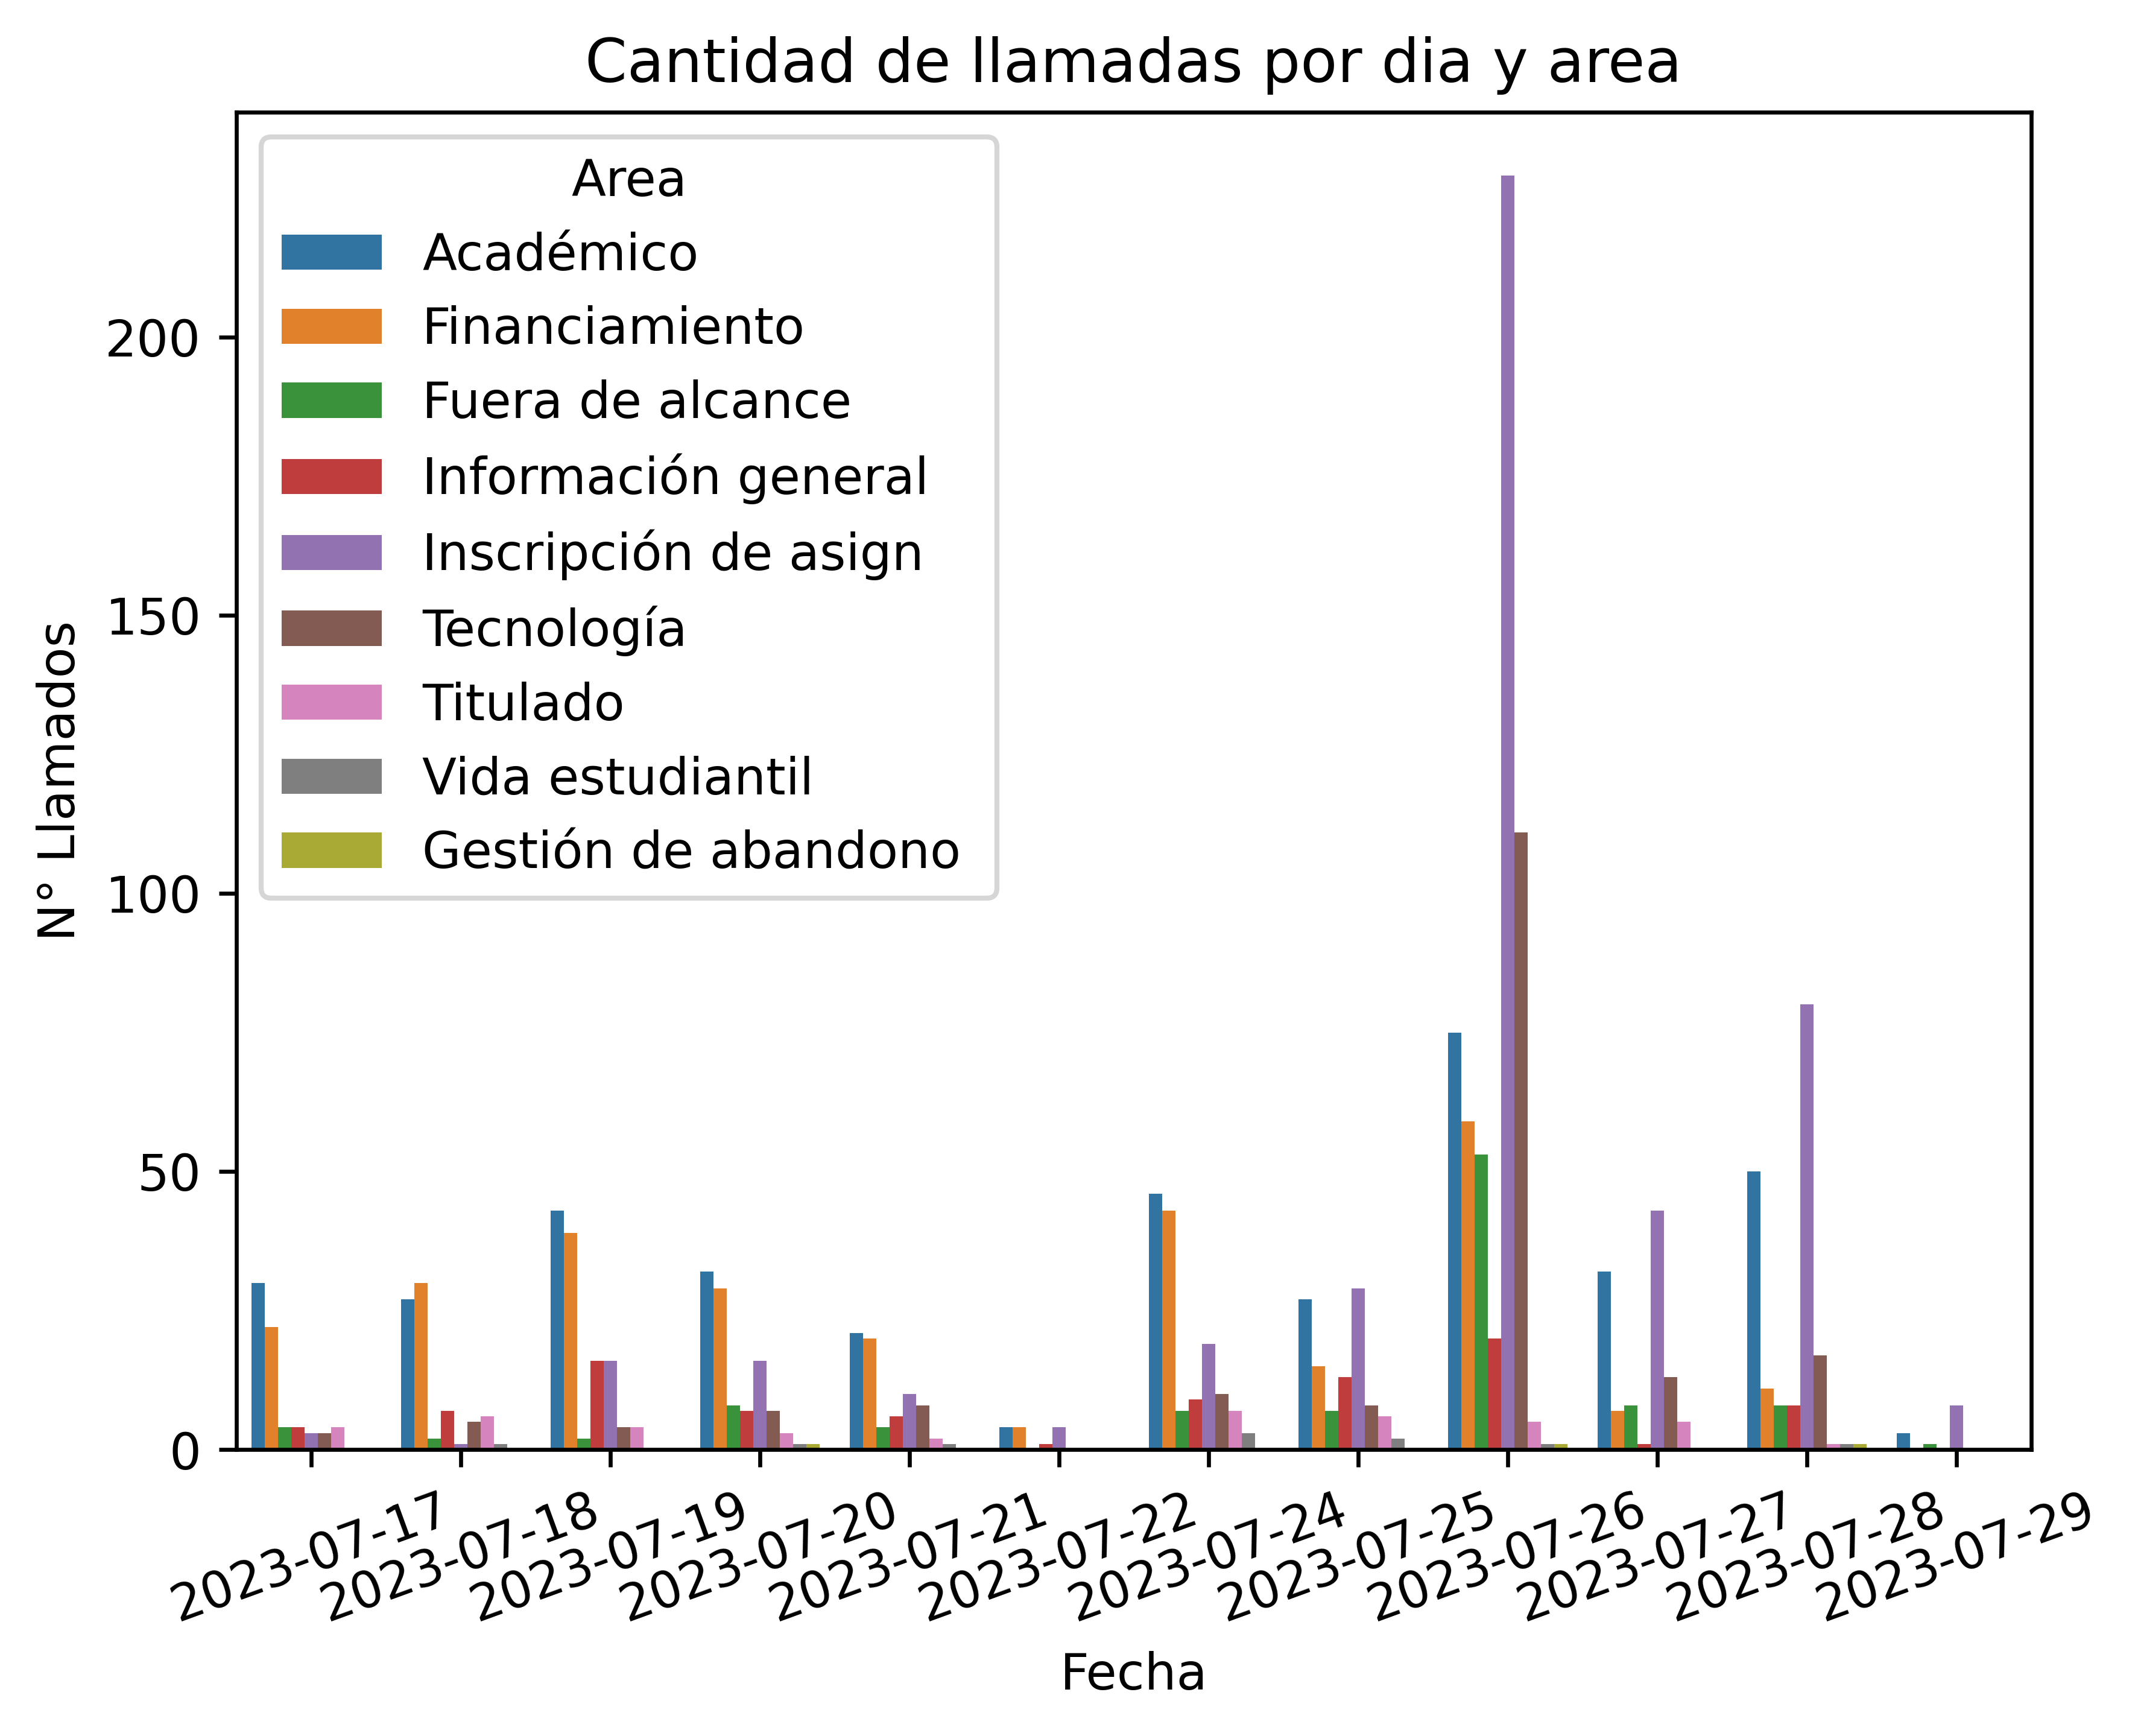 Cantidad de llamadas por dia y area
Area
Académico
Financiamiento
Fuera de alcance
Información general
Inscripción de asign
Tecnología
Titulado
Vida estudiantil
Gestión de abandono
N° Llamados
200
150
100
50
0
2023-07-17
2023-07-18
2023-07-19
2023-07-20
2023-07-21
2023-07-22
2023-07-24
2023-07-25
2023-07-26
2023-07-27
2023-07-28
2023-07-29
Fecha